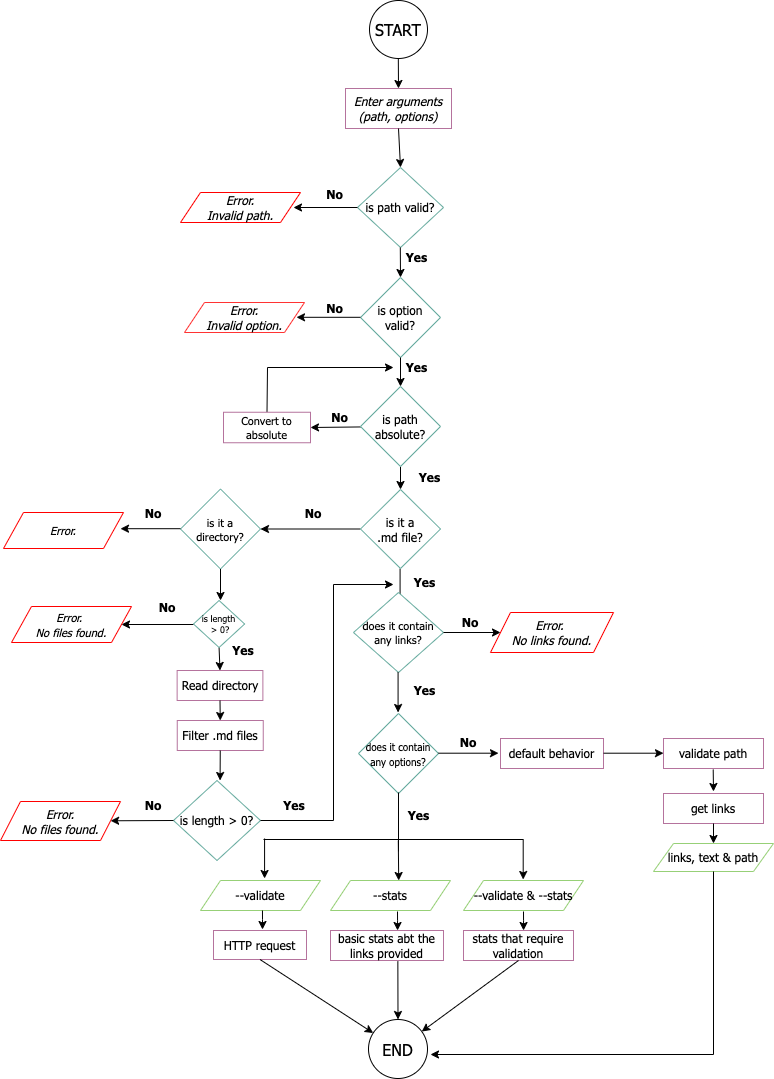 START
Enter arguments
(path, options)
is path valid?
No
Error.
Invalid path.
Yes
is option
valid?
No
Error.
Invalid option.
Yes
is path
absolute?
No
Convert to
absolute
Yes
is it a
.md file?
No
is it a
directory?
No
Error.
Yes
is length
> 0?
No
Error.
No files found.
Yes
does it contain
any links?
No
Error.
No links found.
Read directory
Yes
Filter .md files
does it contain
any options?
No
default behavior
validate path
is length > 0?
No
Error.
No files found.
Yes
Yes
get links
links, text & path
--validate
--stats
--validate & --stats
HTTP request
basic stats abt the
links provided
stats that require
validation
END